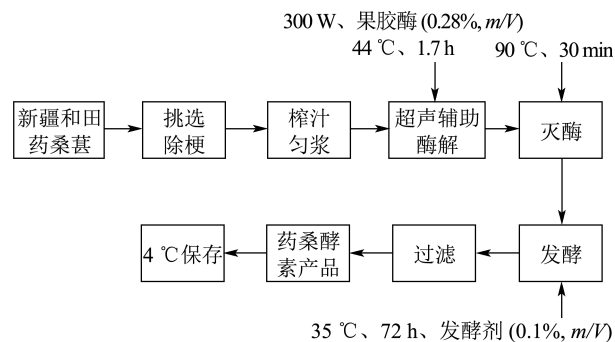 300 W、果胶酶 (0.28%, m/V)
44 ℃、1.7 h
90 ℃、30 min
新疆和田
药桑葚
挑选
除梗
榨汁
匀浆
超声辅助
酶解
灭酶
4 ℃保存
药桑酵
素产品
过滤
发酵
35 ℃、72 h、发酵剂 (0.1%, m/V)